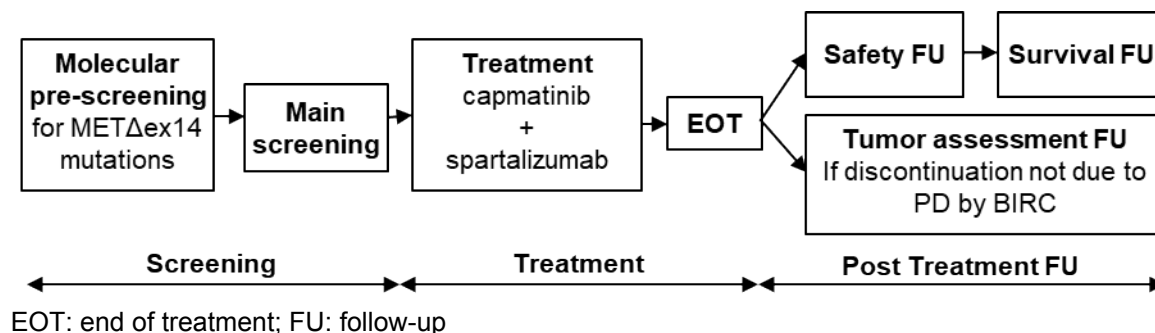 Molecular
pre-screening
for METΔex14
mutations
Main
screening
Treatment
capmatinib
+
spartalizumab
EOT
Safety FU
Survival FU
Tumor assessment FU
If discontinuation not due to
PD by BIRC
Screening
Treatment
Post Treatment FU
EOT: end of treatment; FU: follow-up